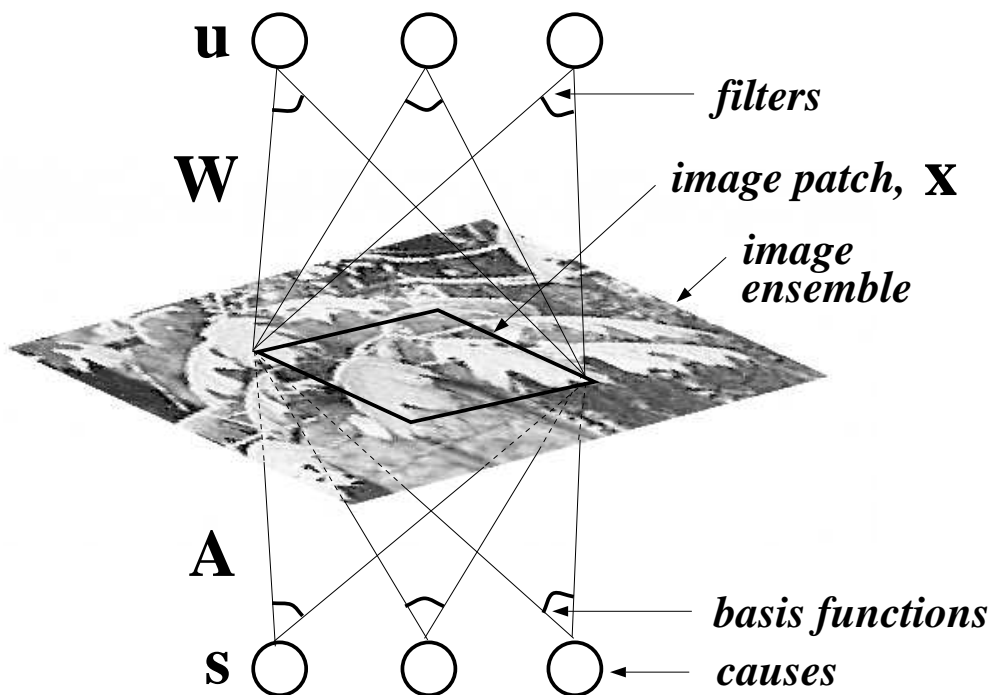 u
filters
W
image patch, x
image
ensemble
A
basis functions
s
causes